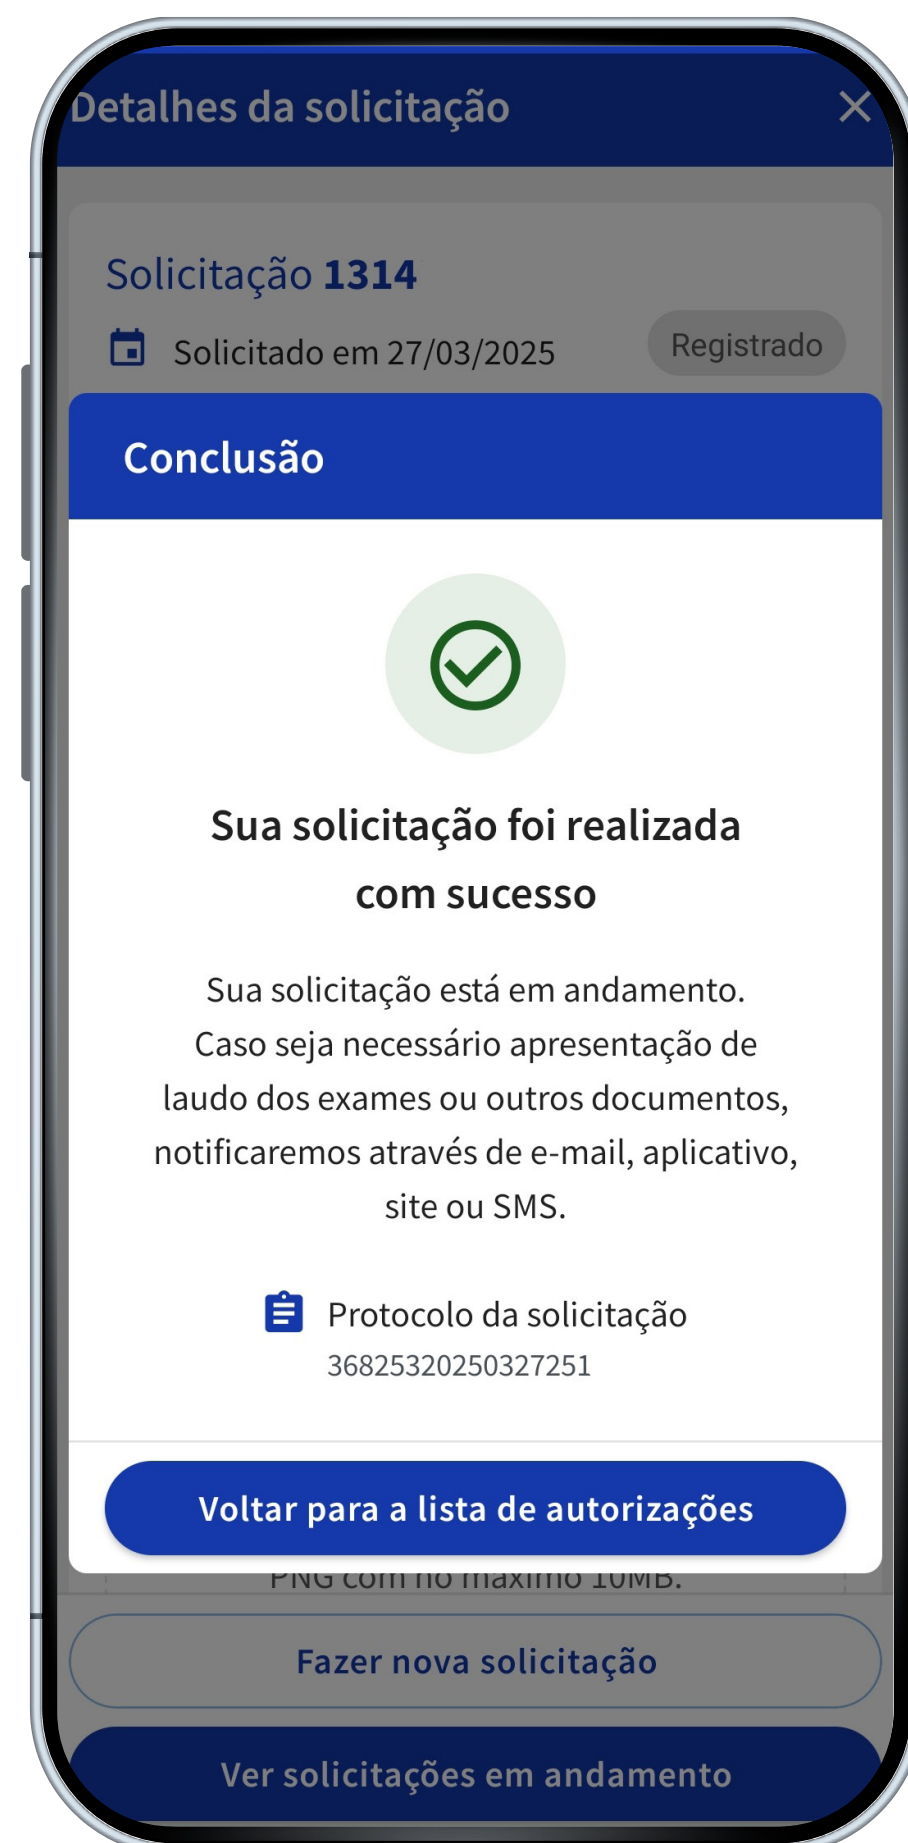 Detalhes da solicitação
Solicitação 1314
Solicitado em 27/03/2025
Registrado
Conclusão
Sua solicitação foi realizada
com sucesso
Sua solicitação está em andamento.
Caso seja necessário apresentação de
laudo dos exames ou outros documentos,
notificaremos através de e-mail, aplicativo,
site ou SMS.
Protocolo da solicitação
36825320250327251
Voltar para a lista de autorizações
PNG com no máximo 10MB.
Fazer nova solicitação
Ver solicitações em andamento